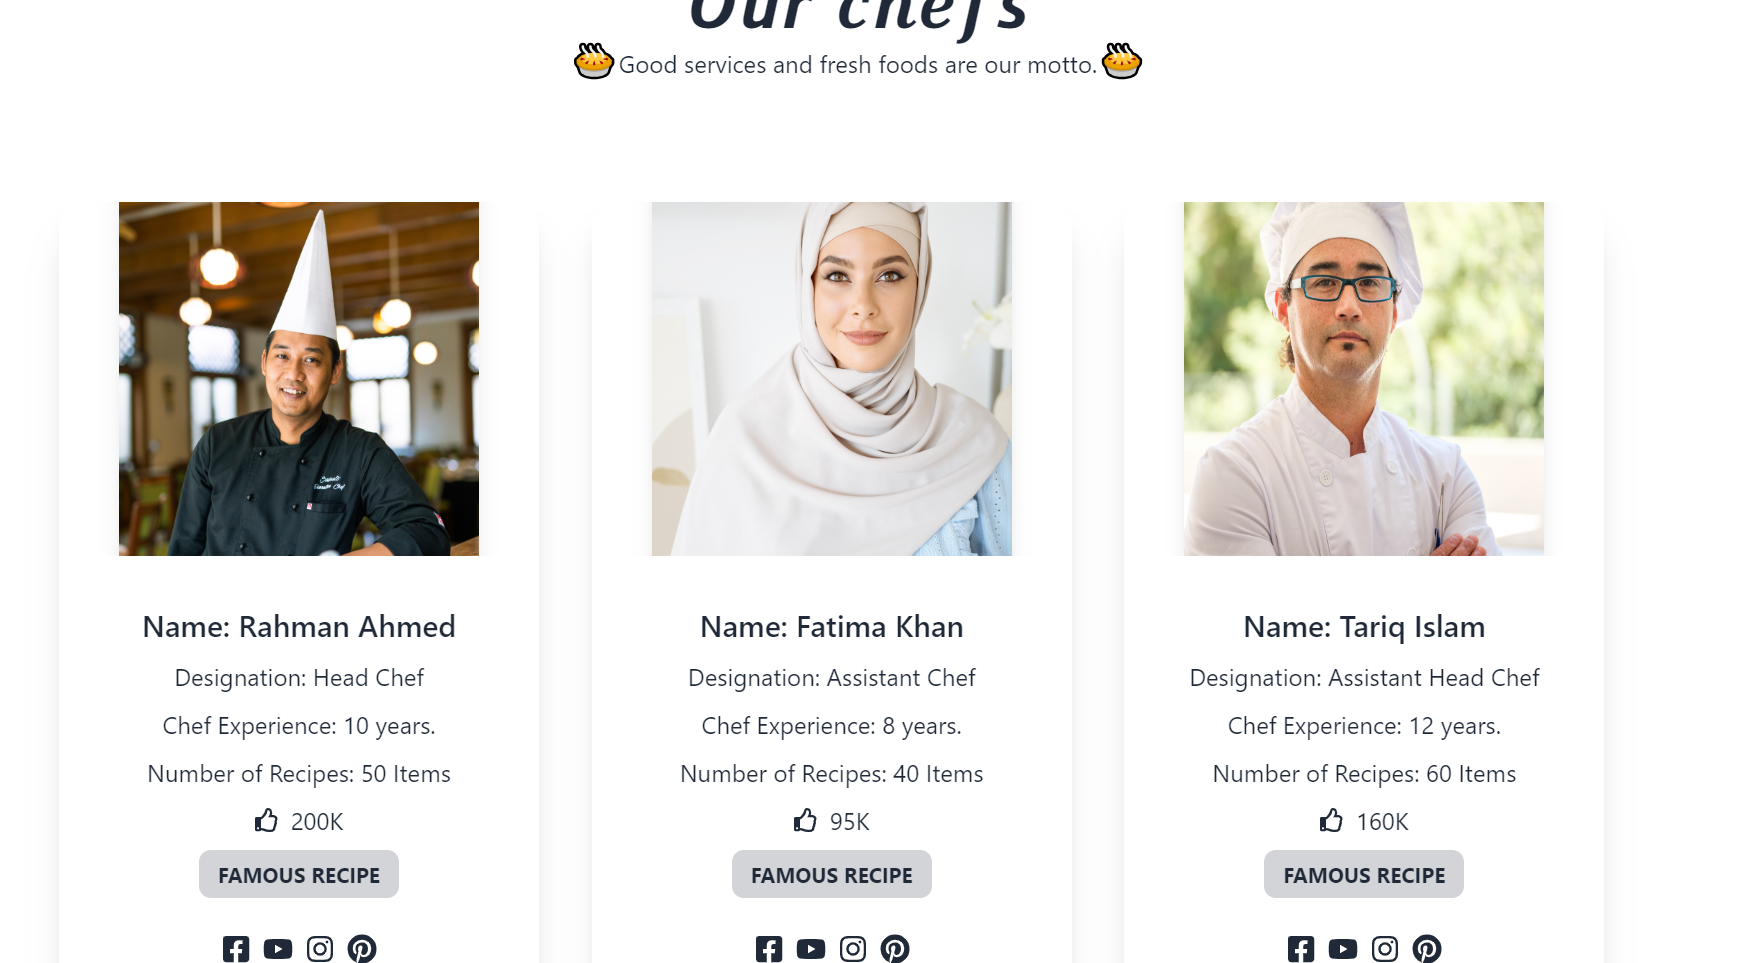 Our chefs
Good services and fresh foods are our motto.
Name: Rahman Ahmed
Designation: Head Chef
Chef Experience: 10 years.
Number of Recipes: 50 Items
200K
FAMOUS RECIPE
Name: Fatima Khan
Designation: Assistant Chef
Chef Experience: 8 years.
Number of Recipes: 40 Items
95K
FAMOUS RECIPE
Name: Tariq Islam
Designation: Assistant Head Chef
Chef Experience: 12 years.
Number of Recipes: 60 Items
160K
FAMOUS RECIPE